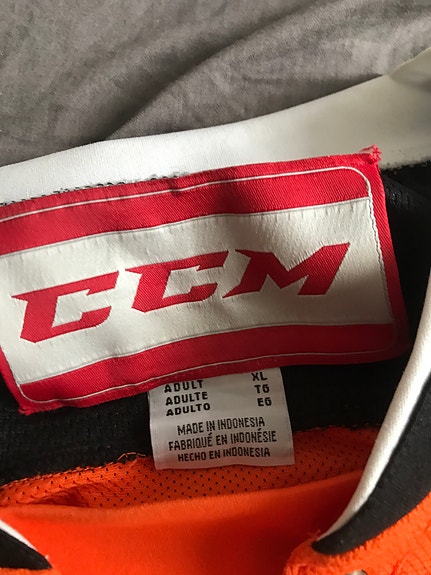 CCM
ADULT XL
ADULTE TG
ADULTO EG
MADE IN INDONESIA
FABRIQUÉ EN INDONÉSIE
HECHO EN INDONESIA